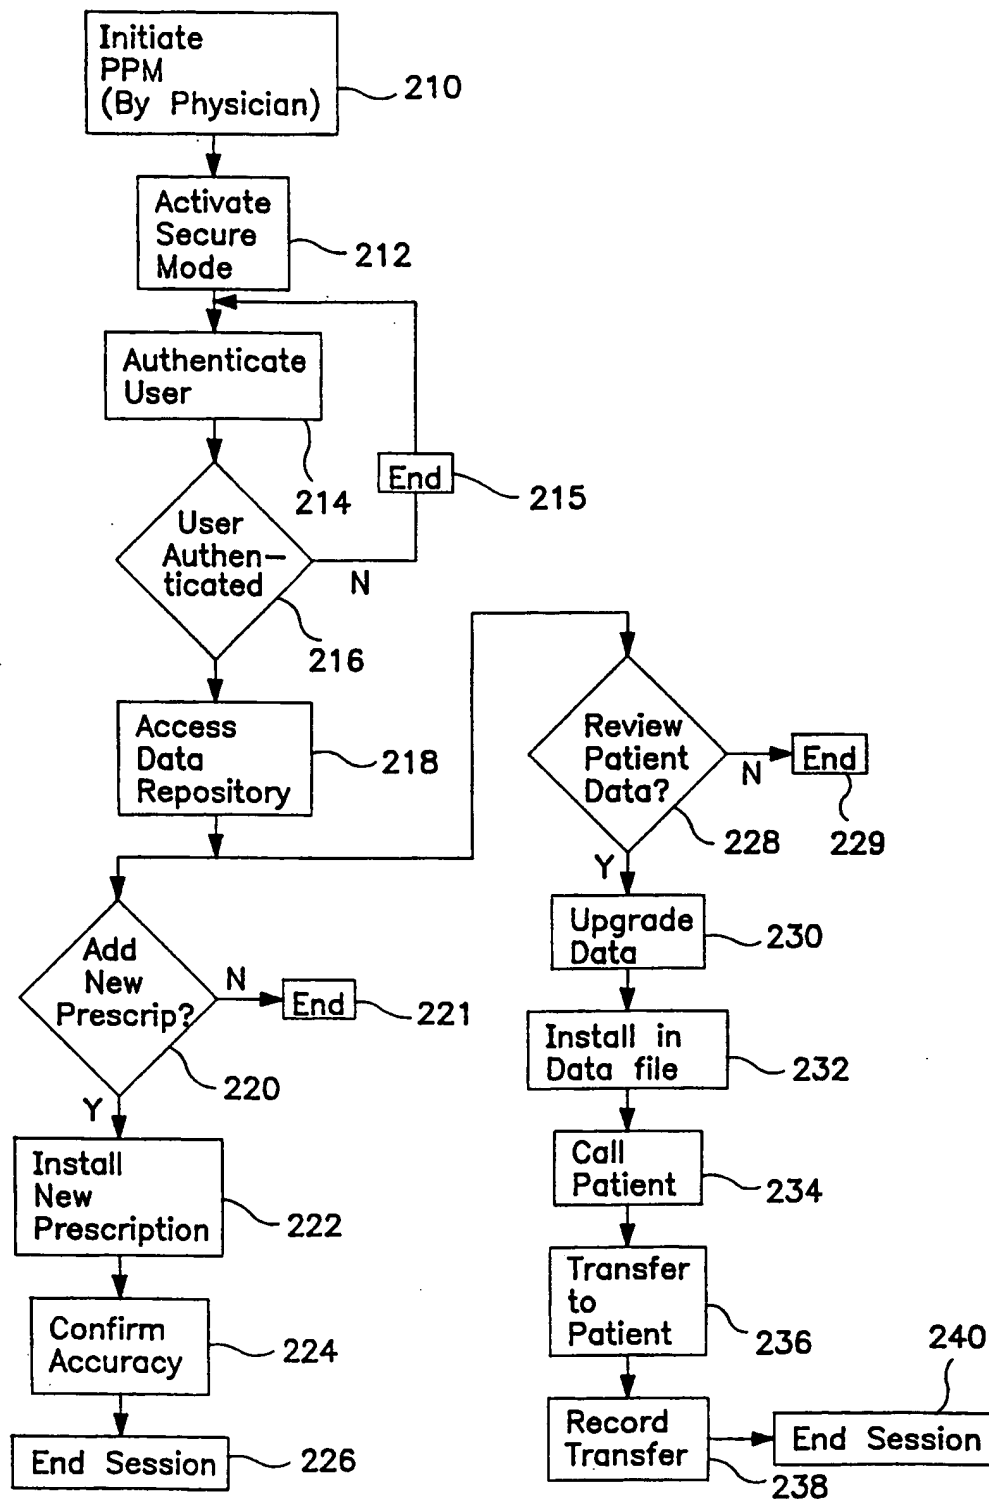 Initiate
PPM
(By Physician)
210
Activate
Secure
Mode
212
Authenticate
User
214
End
215
User
Authen-
ticated
N
216
Access
Data
Repository
218
Add
New
Prescrip?
N
End
221
220
Y
Install
New
Prescription
222
Confirm
Accuracy
224
End Session
226
Review
Patient
Data?
N
End
229
228
Y
Upgrade
Data
230
Install in
Data file
232
Call
Patient
234
Transfer
to
Patient
236
Record
Transfer
238
End Session
240